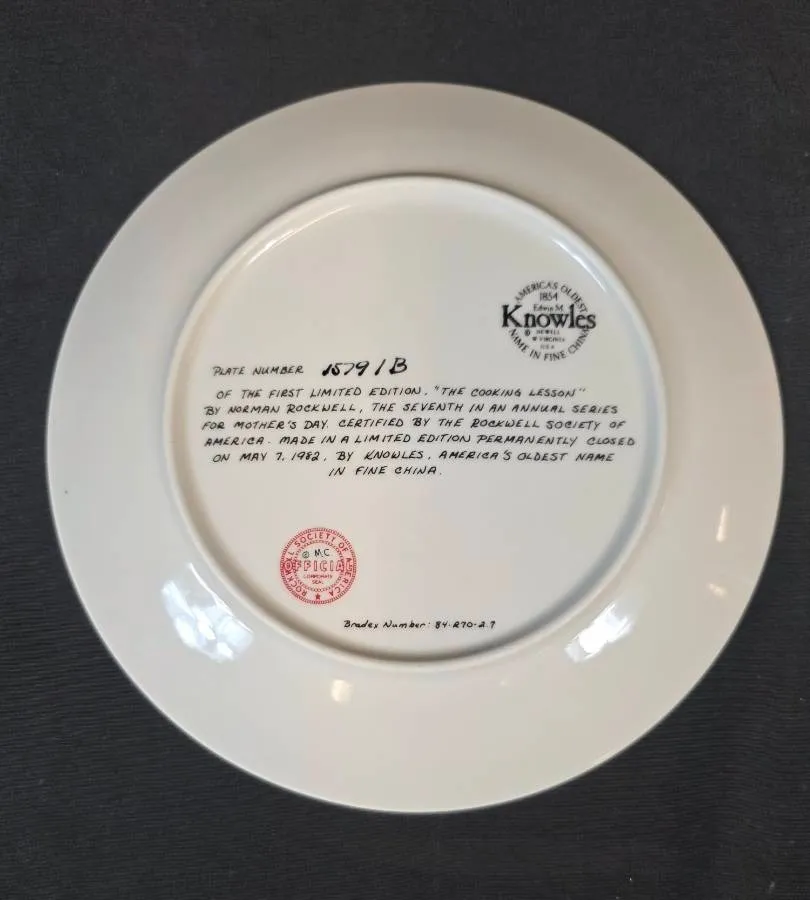 AMERICA'S OLDEST
1854
Edwin M.
Knowles
© NEWELL
W. VIRGINIA
U.S.A.
NAME IN FINE CHINA
PLATE NUMBER 1579 / B
OF THE FIRST LIMITED EDITION. "THE COOKING LESSON"
BY NORMAN ROCKWELL, THE SEVENTH IN AN ANNUAL SERIES
FOR MOTHER'S DAY. CERTIFIED BY THE ROCKWELL SOCIETY OF
AMERICA. MADE IN A LIMITED EDITION PERMANENTLY CLOSED
ON MAY 7, 1982, BY KNOWLES, AMERICA'S OLDEST NAME
IN FINE CHINA.
ROCKWELL SOCIETY OF AMERICA
© M.C.
OFFICIAL
CORPORATE
SEAL
Bradex Number: 84-R70-2.7